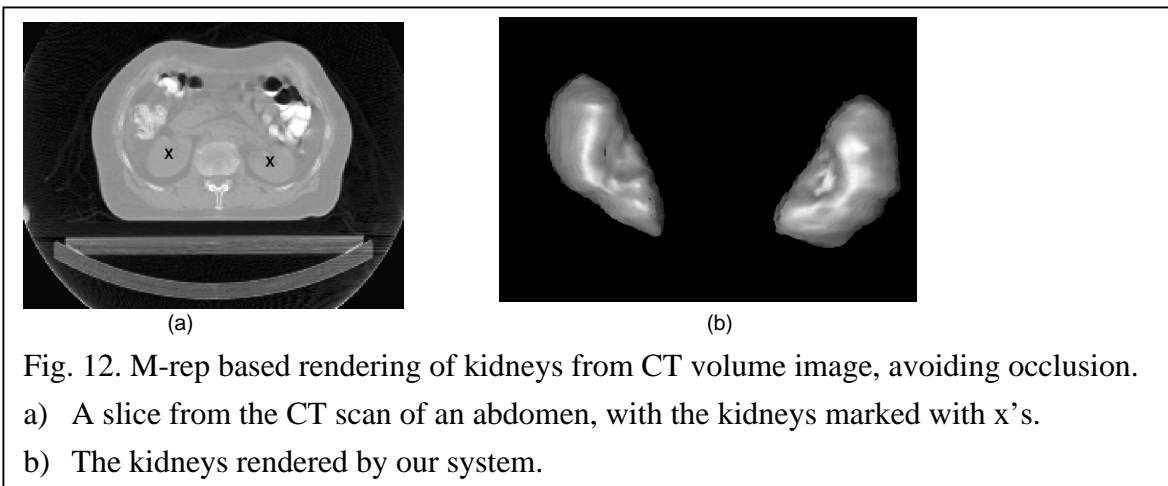 X X
(a) (b)
Fig. 12. M-rep based rendering of kidneys from CT volume image, avoiding occlusion.
a) A slice from the CT scan of an abdomen, with the kidneys marked with x’s.
b) The kidneys rendered by our system.